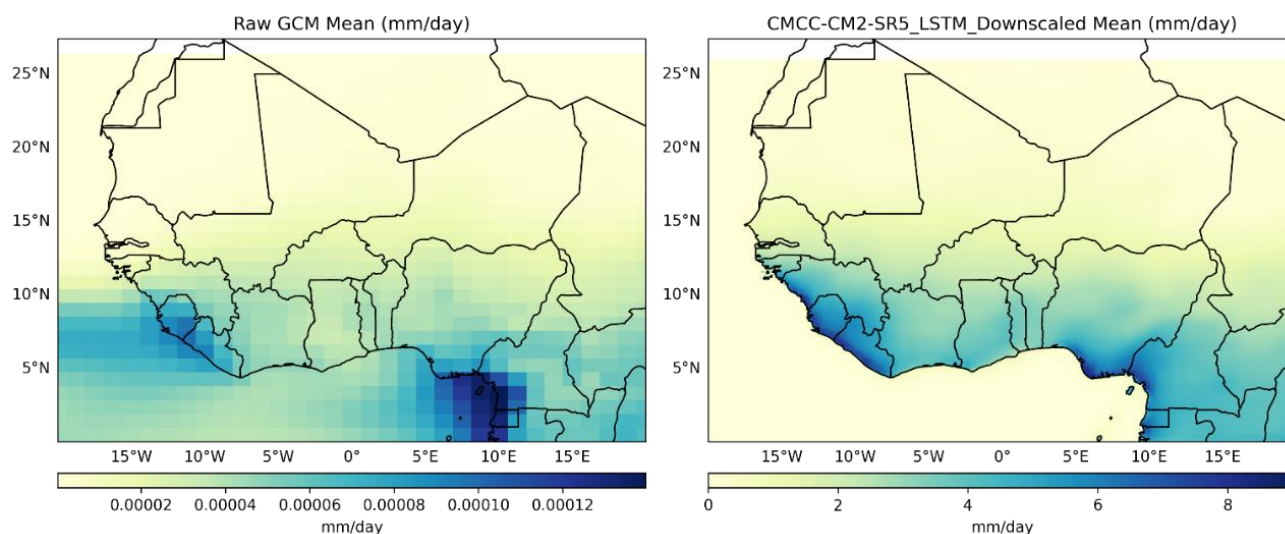 Raw GCM Mean (mm/day)
CMCC-CM2-SR5_LSTM_Downscaled Mean (mm/day)
25°N
20°N
15°N
10°N
5°N
15°W 10°W 5°W 0° 5°E 10°E 15°E
0.00002 0.00004 0.00006 0.00008 0.00010 0.00012
mm/day
25°N
20°N
15°N
10°N
5°N
15°W 10°W 5°W 0° 5°E 10°E 15°E
0 2 4 6 8
mm/day